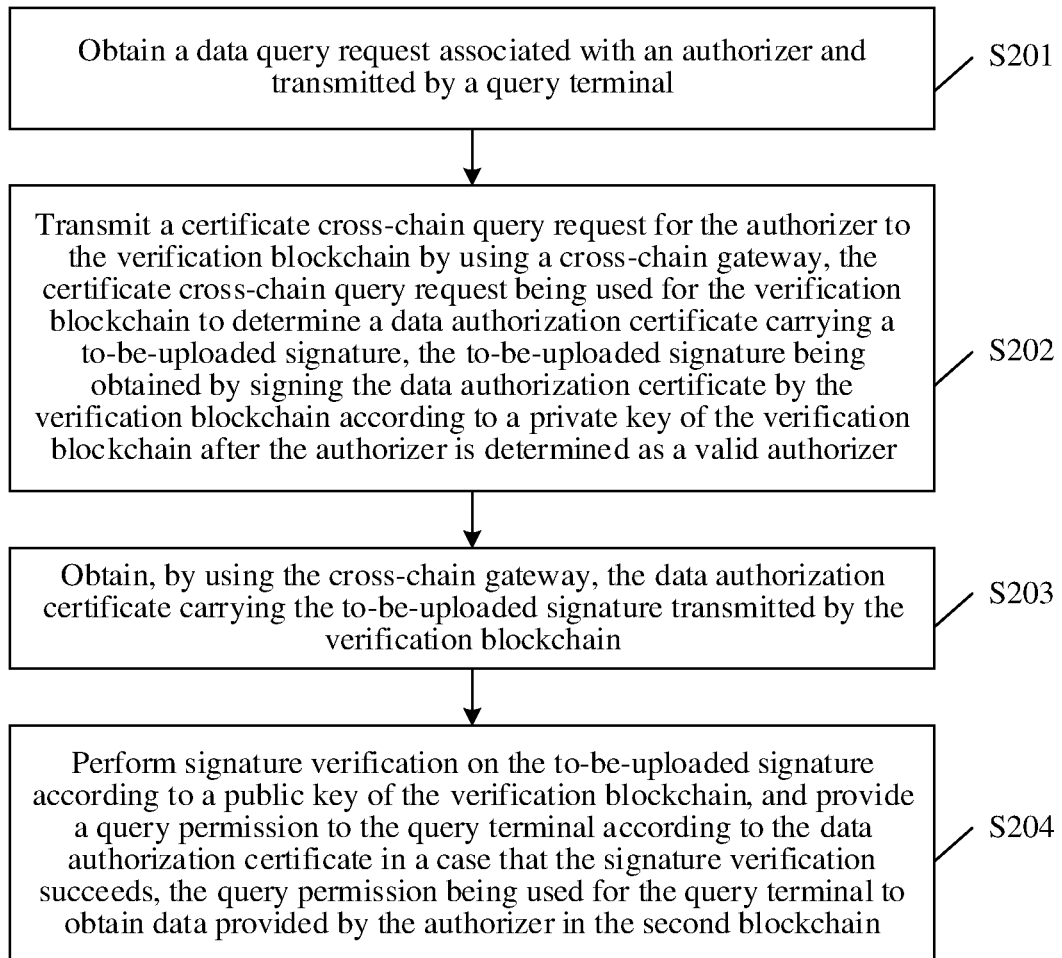 Obtain a data query request associated with an authorizer and
transmitted by a query terminal
S201
Transmit a certificate cross-chain query request for the authorizer to
the verification blockchain by using a cross-chain gateway, the
certificate cross-chain query request being used for the verification
blockchain to determine a data authorization certificate carrying a
to-be-uploaded signature, the to-be-uploaded signature being
obtained by signing the data authorization certificate by the
verification blockchain according to a private key of the verification
blockchain after the authorizer is determined as a valid authorizer
S202
Obtain, by using the cross-chain gateway, the data authorization
certificate carrying the to-be-uploaded signature transmitted by the
verification blockchain
S203
Perform signature verification on the to-be-uploaded signature
according to a public key of the verification blockchain, and provide
a query permission to the query terminal according to the data
authorization certificate in a case that the signature verification
succeeds, the query permission being used for the query terminal to
obtain data provided by the authorizer in the second blockchain
S204